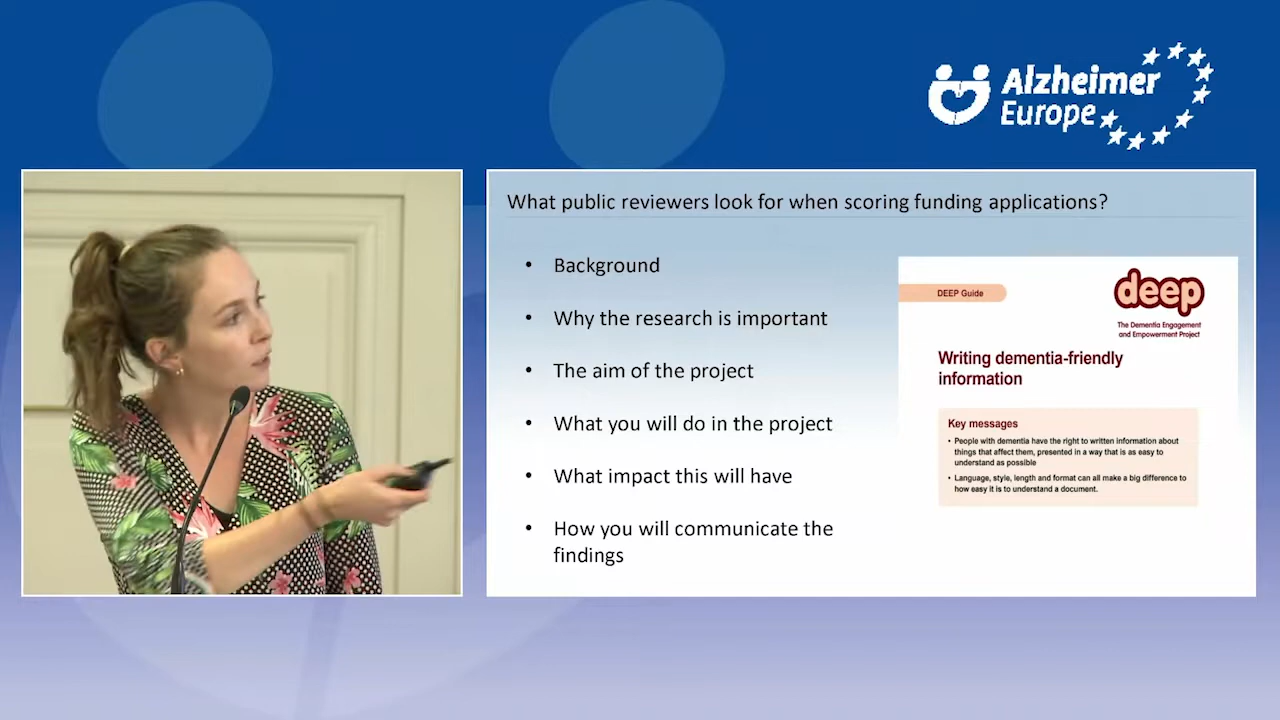 Alzheimer
Europe
What public reviewers look for when scoring funding applications?
• Background
• Why the research is important
• The aim of the project
• What you will do in the project
• What impact this will have
• How you will communicate the
findings
DEEP Guide
deep
The Dementia Engagement
and Empowerment Project
Writing dementia-friendly
information
Key messages
• People with dementia have the right to written information about
things that affect them, presented in a way that is as easy to
understand as possible
• Language, style, length and format can all make a big difference to
how easy it is to understand a document.